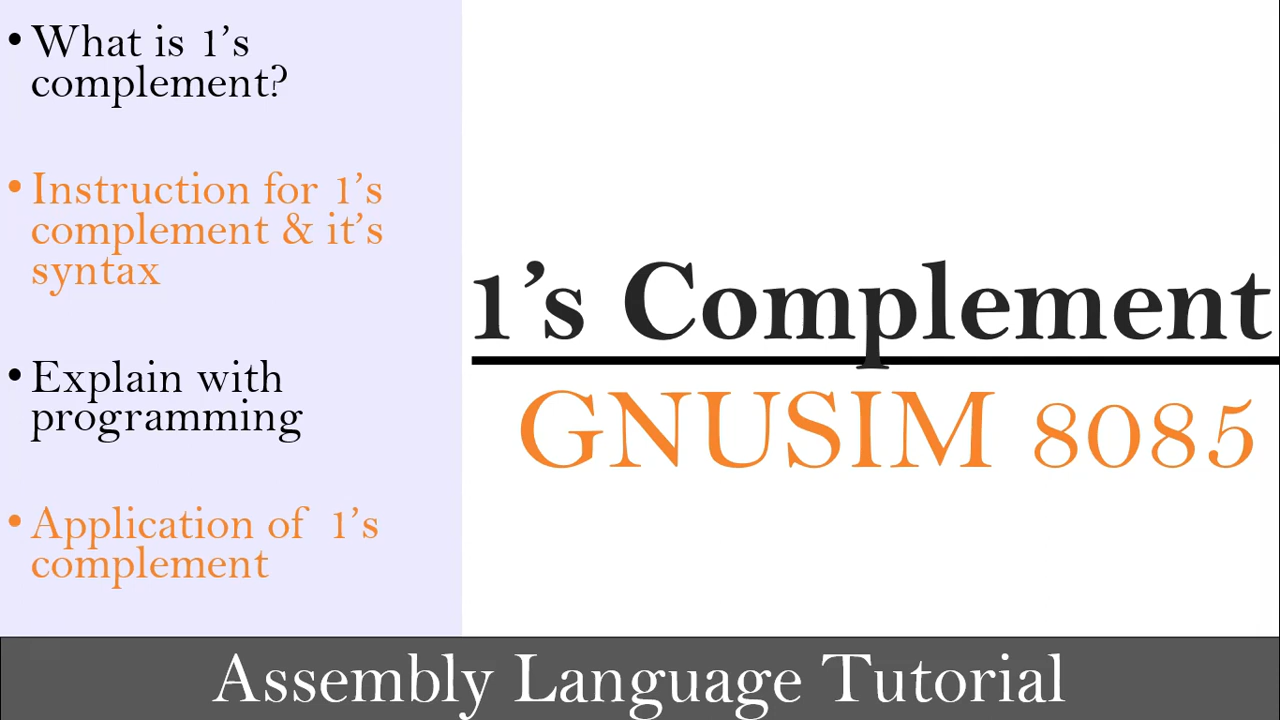 • What is 1's
complement?
• Instruction for 1's
complement & it's
syntax
• Explain with
programming
• Application of 1's
complement
1's Complement
GNUSIM 8085
Assembly Language Tutorial